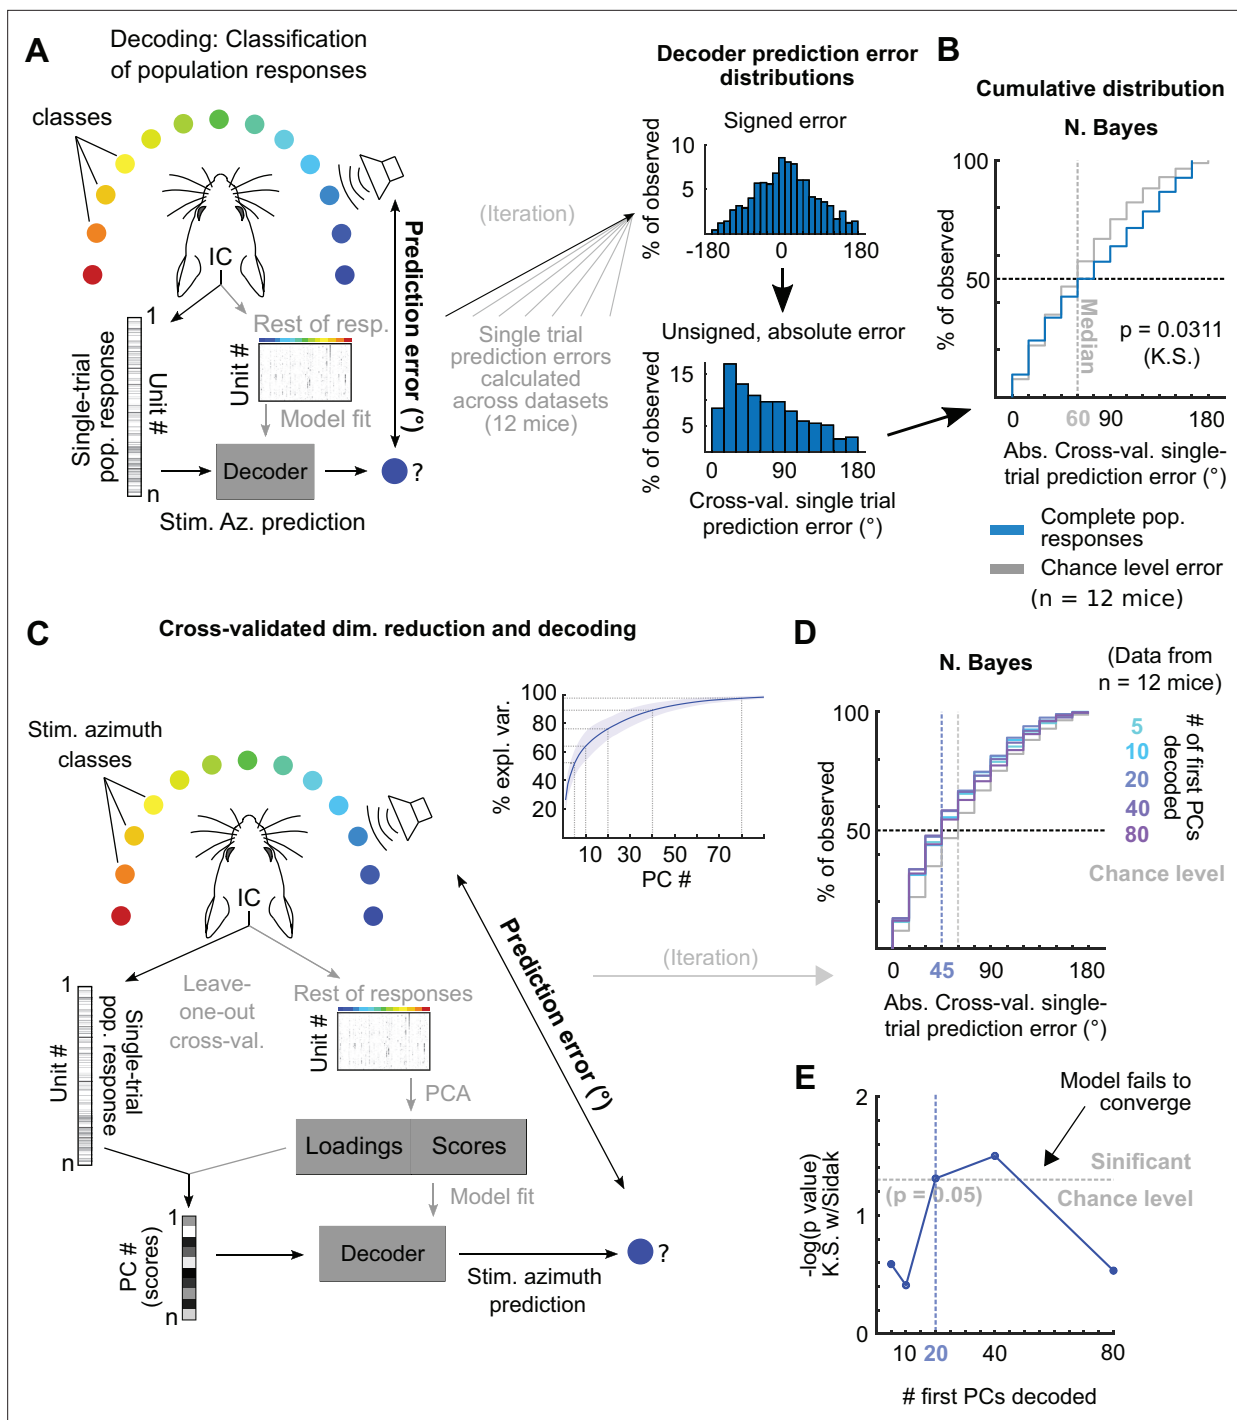 A
Decoding: Classification
of population responses
classes
IC
1
Single-trial
pop. response
Unit #
n
Rest of resp.
Unit #
Model fit
Decoder
?
Stim. Az. prediction
Prediction error (°)
(Iteration)
Single trial
prediction errors
calculated
across datasets
(12 mice)
Decoder prediction error
distributions
Signed error
% of observed
10
5
-180
0
180
Unsigned, absolute error
% of observed
15
5
0
90
180
Cross-val. single trial
prediction error (°)
B
Cumulative distribution
N. Bayes
% of observed
100
50
Median
p = 0.0311
(K.S.)
0
60
90
180
Abs. Cross-val. single-
trial prediction error (°)
Complete pop.
responses
Chance level error
(n = 12 mice)
C
Cross-validated dim. reduction and decoding
Stim. azimuth
classes
IC
% expl. var.
100
80
60
40
20
10
30
50
70
PC #
1
Unit #
Single-trial
pop. response
n
Leave-
one-out
cross-val.
Rest of responses
Unit #
PCA
Loadings
Scores
Model fit
1
PC #
(scores)
n
Decoder
Stim. azimuth
prediction
?
Prediction error (°)
(Iteration)
D
N. Bayes
(Data from
n = 12 mice)
% of observed
100
50
5
10
20
40
80
# of first PCs
decoded
Chance level
0
45
90
180
Abs. Cross-val. single-
trial prediction error (°)
E
Model fails to
converge
-log(p value)
K.S. w/Sidak
2
1
0
Sinificant
(p = 0.05)
Chance level
10
20
40
80
# first PCs decoded